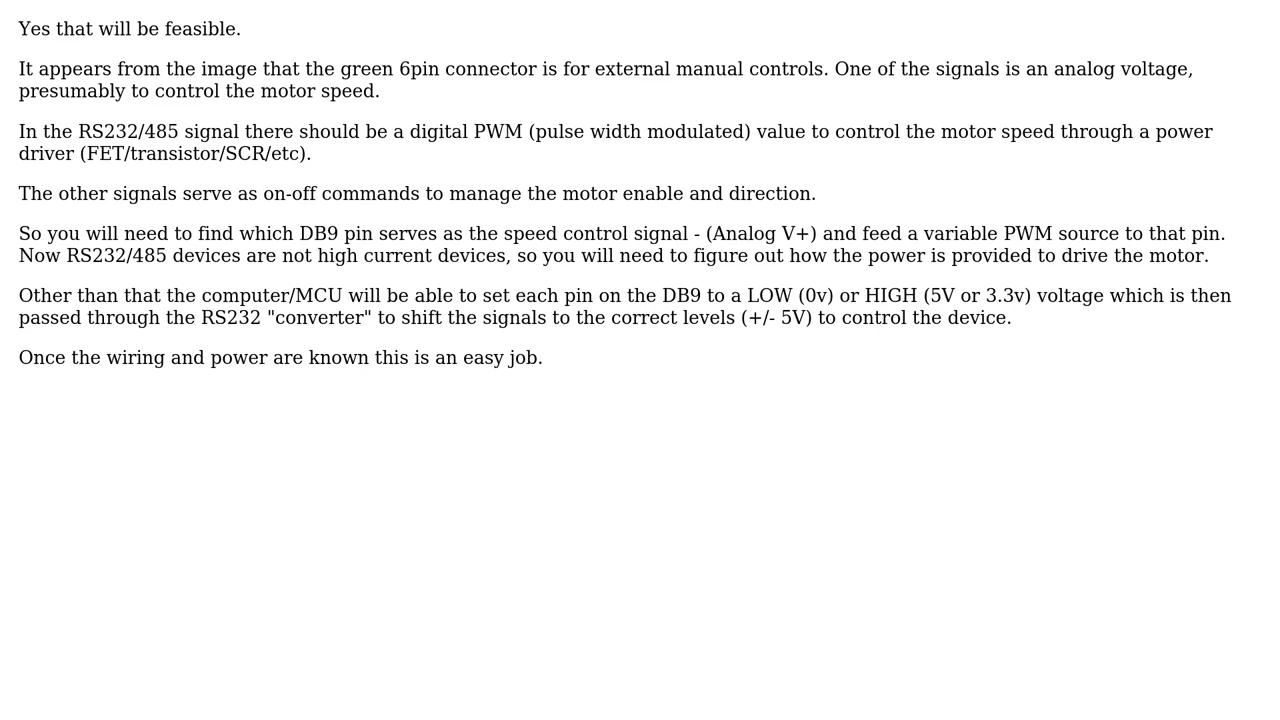 Yes that will be feasible.
It appears from the image that the green 6pin connector is for external manual controls. One of the signals is an analog voltage,
presumably to control the motor speed.
In the RS232/485 signal there should be a digital PWM (pulse width modulated) value to control the motor speed through a power
driver (FET/transistor/SCR/etc).
The other signals serve as on-off commands to manage the motor enable and direction.
So you will need to find which DB9 pin serves as the speed control signal - (Analog V+) and feed a variable PWM source to that pin.
Now RS232/485 devices are not high current devices, so you will need to figure out how the power is provided to drive the motor.
Other than that the computer/MCU will be able to set each pin on the DB9 to a LOW (0v) or HIGH (5V or 3.3v) voltage which is then
passed through the RS232 "converter" to shift the signals to the correct levels (+/- 5V) to control the device.
Once the wiring and power are known this is an easy job.